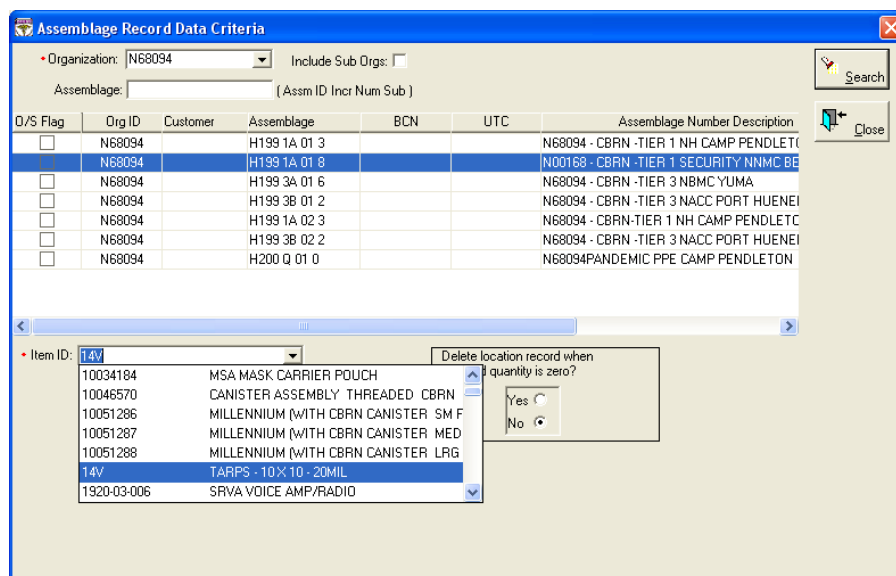 Assemblage Record Data Criteria
• Organization: N68094 Include Sub Orgs:
Assemblage: ( Assm ID Incr Num Sub )
Search
Close
O/S Flag Org ID Customer Assemblage BCN UTC Assemblage Number Description
N68094 H199 1A 01 3 N68094 - CBRN -TIER 1 NH CAMP PENDLETO
N68094 H199 1A 01 8 N00168 - CBRN -TIER 1 SECURITY NNMC BE
N68094 H199 3A 01 6 N68094 - CBRN -TIER 3 NBMC YUMA
N68094 H199 3B 01 2 N68094 - CBRN -TIER 3 NACC PORT HUENEI
N68094 H199 1A 02 3 N68094 - CBRN-TIER 1 NH CAMP PENDLETC
N68094 H199 3B 02 2 N68094 - CBRN -TIER 3 NACC PORT HUENEI
N68094 H200 Q 01 0 N68094PANDEMIC PPE CAMP PENDLETON
• Item ID: 14V
Delete location record when
quantity is zero?
Yes
No
10034184 MSA MASK CARRIER POUCH
10046570 CANISTER ASSEMBLY THREADED CBRN
10051286 MILLENNIUM (WITH CBRN CANISTER SM F
10051287 MILLENNIUM (WITH CBRN CANISTER MED
10051288 MILLENNIUM (WITH CBRN CANISTER LRG
14V TARPS - 10 X 10 - 20MIL
1920-03-006 SRVA VOICE AMP/RADIO